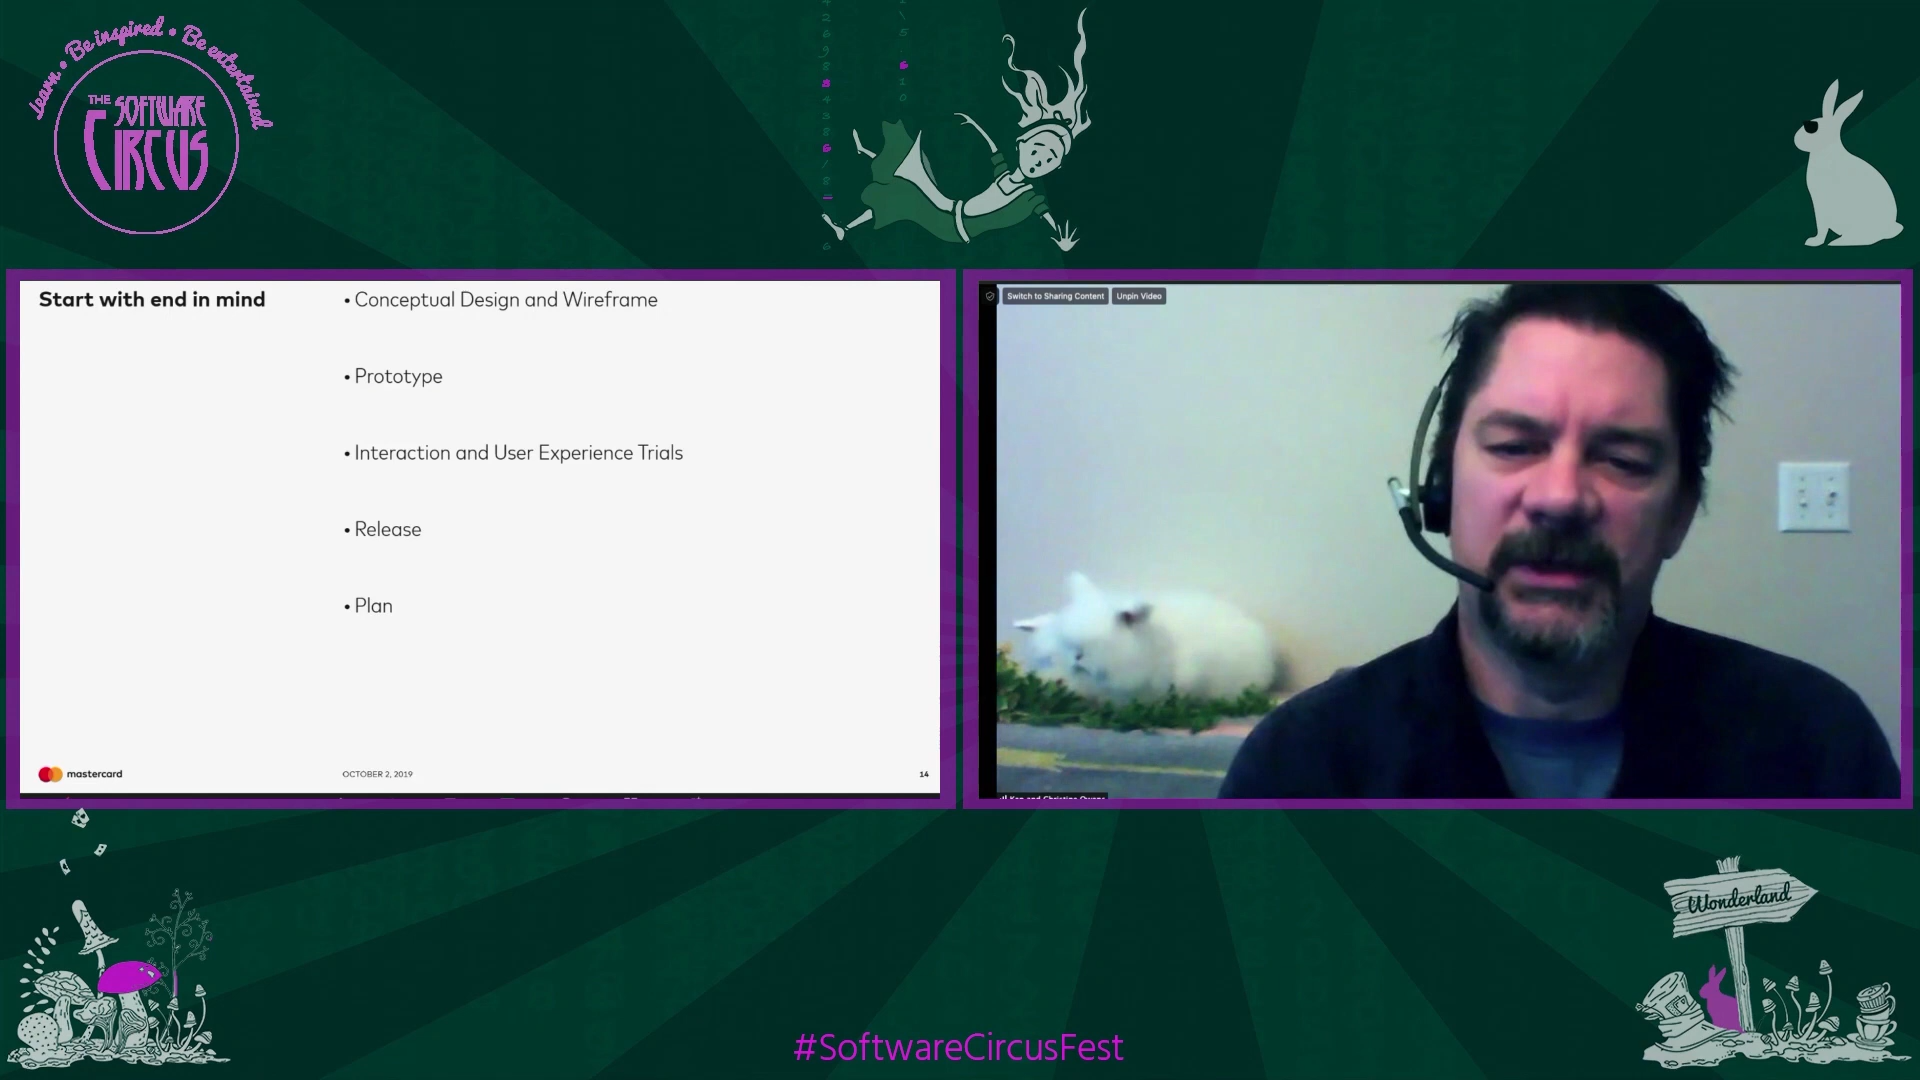 Learn • Be inspired • Be entertained
THE SOFTWARE
CIRCUS
Start with end in mind
• Conceptual Design and Wireframe
• Prototype
• Interaction and User Experience Trials
• Release
• Plan
mastercard
OCTOBER 2, 2019
14
Switch to Sharing Content
Unpin Video
Wonderland
#SoftwareCircusFest